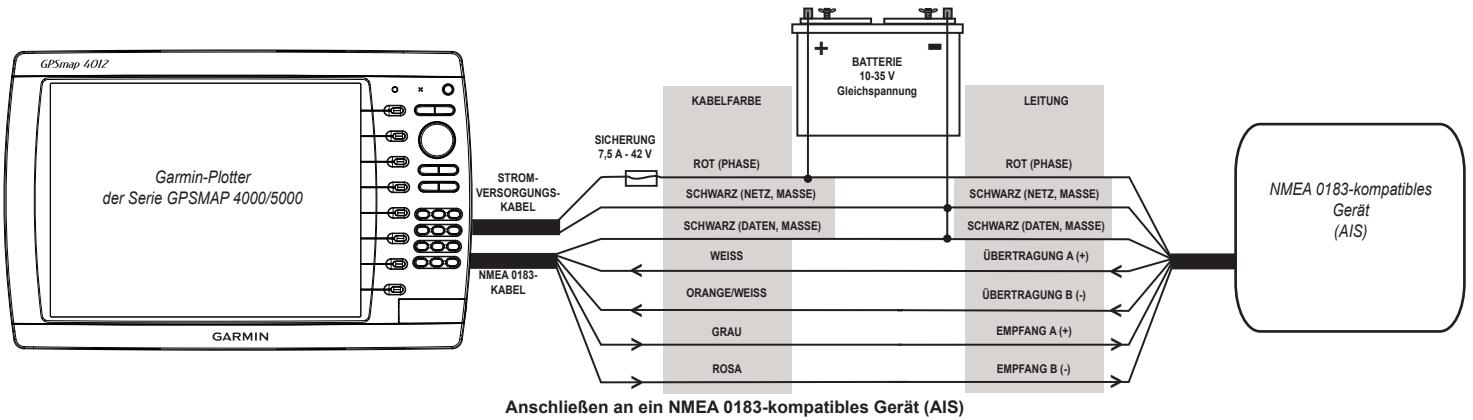 GPSmap 4012
Garmin-Plotter
der Serie GPSMAP 4000/5000
GARMIN
STROM-
VERSORGUNGS-
KABEL
NMEA 0183-
KABEL
SICHERUNG
7,5 A - 42 V
+ -
BATTERIE
10-35 V
Gleichspannung
KABELFARBE
ROT (PHASE)
SCHWARZ (NETZ, MASSE)
SCHWARZ (DATEN, MASSE)
WEISS
ORANGE/WEISS
GRAU
ROSA
LEITUNG
ROT (PHASE)
SCHWARZ (NETZ, MASSE)
SCHWARZ (DATEN, MASSE)
ÜBERTRAGUNG A (+)
ÜBERTRAGUNG B (-)
EMPFANG A (+)
EMPFANG B (-)
NMEA 0183-kompatibles
Gerät
(AIS)
Anschließen an ein NMEA 0183-kompatibles Gerät (AIS)